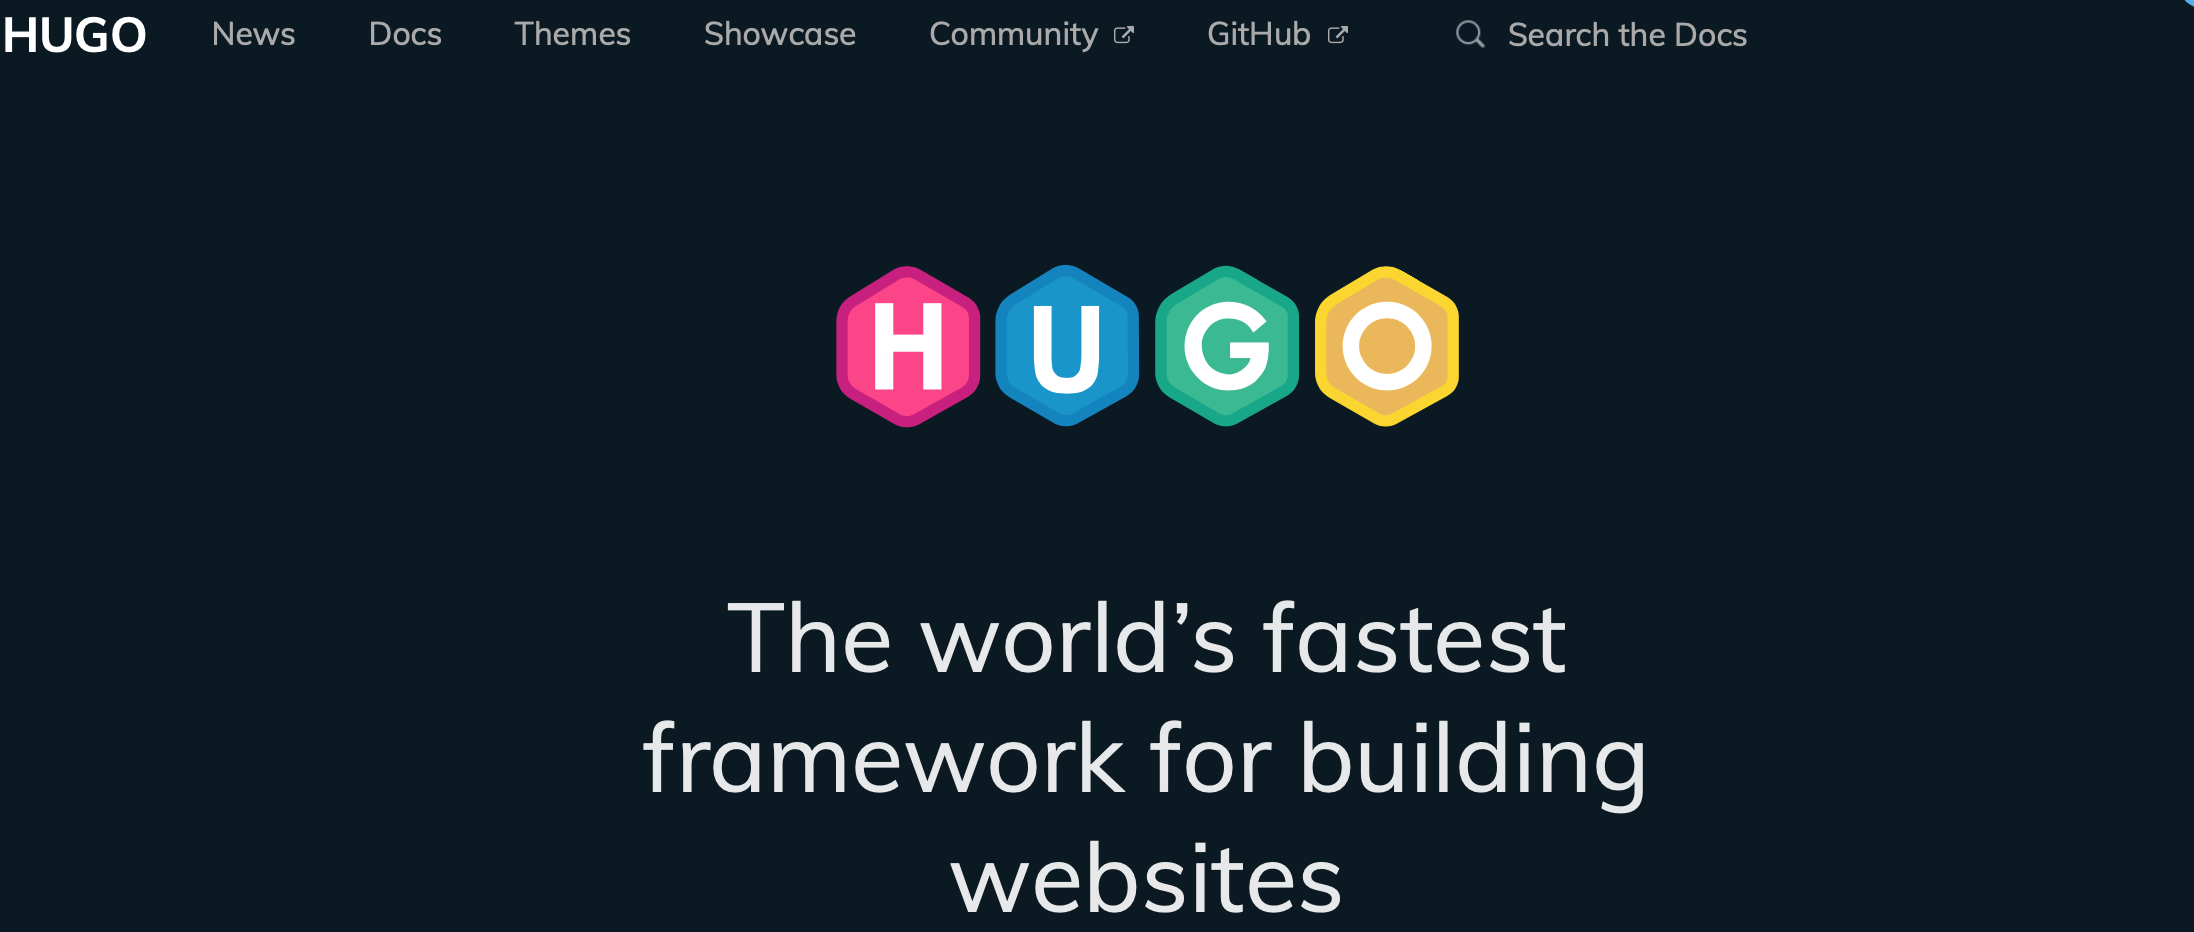 HUGO News Docs Themes Showcase Community GitHub Search the Docs
HUGO
The world’s fastest
framework for building
websites